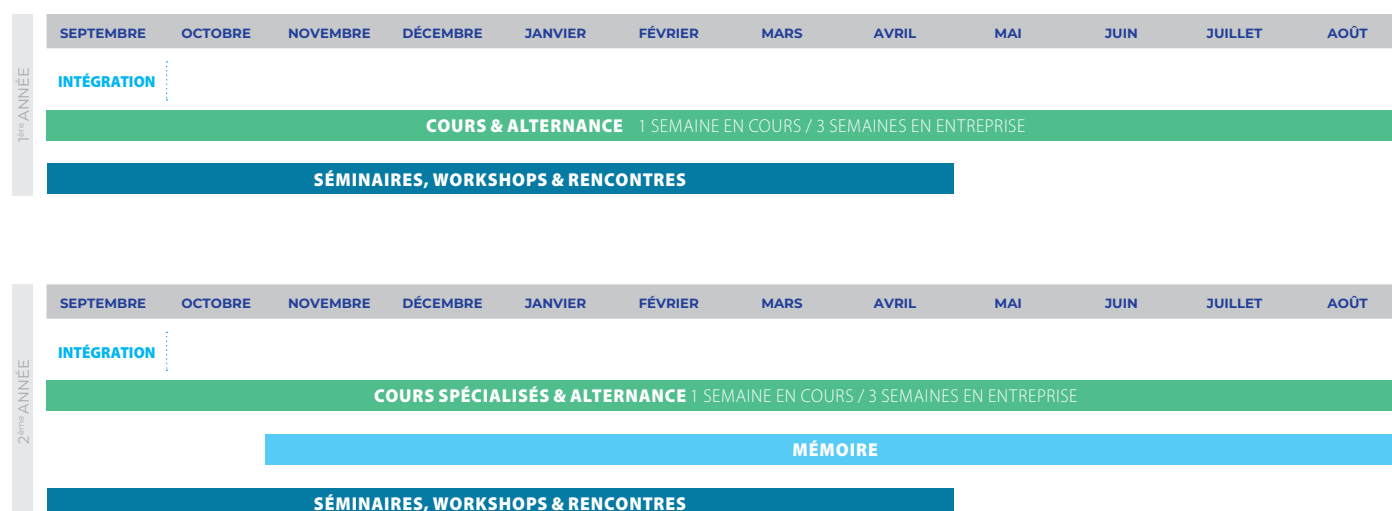 1ère ANNÉE
SEPTEMBRE OCTOBRE NOVEMBRE DÉCEMBRE JANVIER FÉVRIER MARS AVRIL MAI JUIN JUILLET AOÛT
INTÉGRATION
COURS & ALTERNANCE 1 SEMAINE EN COURS / 3 SEMAINES EN ENTREPRISE
SÉMINAIRES, WORKSHOPS & RENCONTRES
2ème ANNÉE
SEPTEMBRE OCTOBRE NOVEMBRE DÉCEMBRE JANVIER FÉVRIER MARS AVRIL MAI JUIN JUILLET AOÛT
INTÉGRATION
COURS SPÉCIALISÉS & ALTERNANCE 1 SEMAINE EN COURS / 3 SEMAINES EN ENTREPRISE
MÉMOIRE
SÉMINAIRES, WORKSHOPS & RENCONTRES